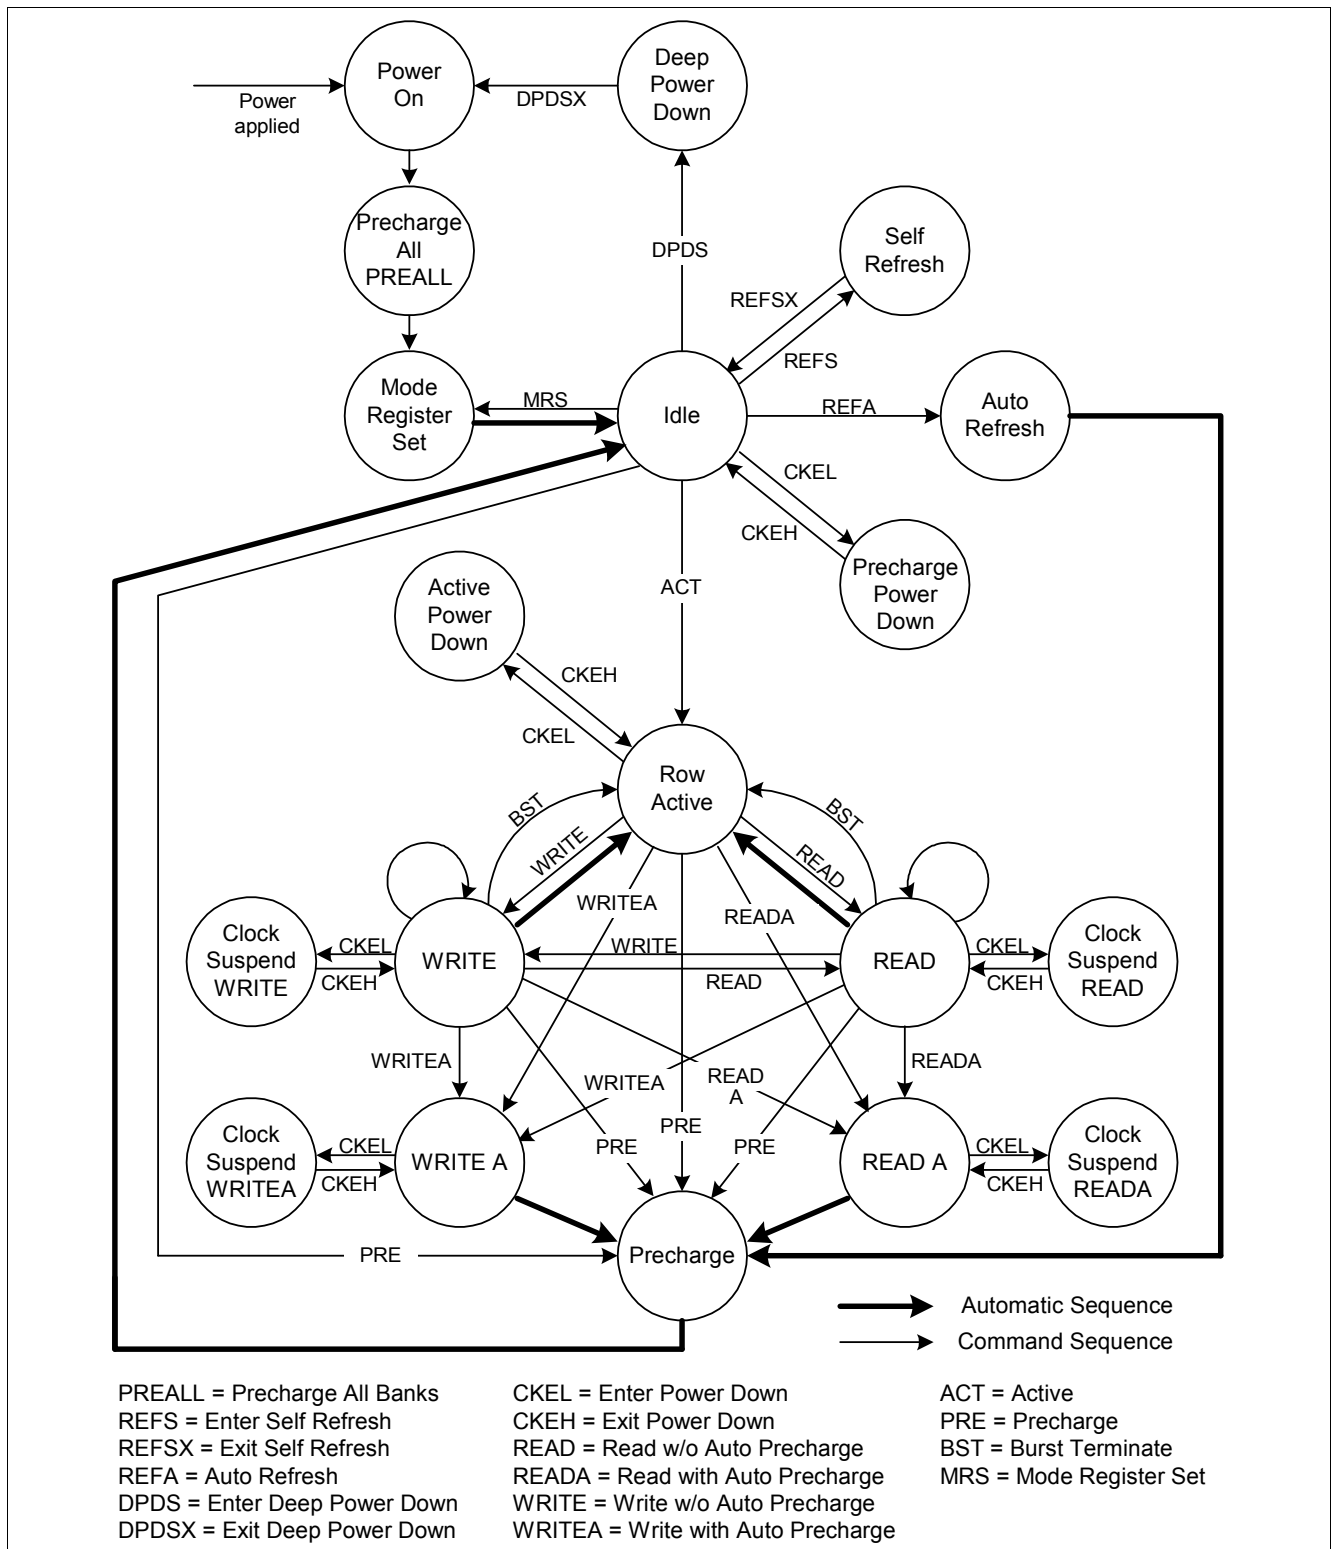 Power
On
Deep
Power
Down
Power
applied
DPDSX
Precharge
All
PREALL
DPDS
Self
Refresh
REFSX
REFS
Mode
Register
Set
MRS
Idle
REFA
Auto
Refresh
CKEL
CKEH
Precharge
Power
Down
ACT
Active
Power
Down
CKEH
CKEL
Row
Active
BST
WRITE
READ
BST
WRITEA
READA
Clock
Suspend
WRITE
CKEL
CKEH
WRITE
WRITE
READ
READ
CKEL
CKEH
Clock
Suspend
READ
WRITEA
WRITEA
READ
A
READA
Clock
Suspend
WRITEA
CKEL
CKEH
WRITE A
PRE
PRE
PRE
READ A
CKEL
CKEH
Clock
Suspend
READA
PRE
Precharge
Automatic Sequence
Command Sequence
PREALL = Precharge All Banks
REFS = Enter Self Refresh
REFSX = Exit Self Refresh
REFA = Auto Refresh
DPDS = Enter Deep Power Down
DPDSX = Exit Deep Power Down
CKEL = Enter Power Down
CKEH = Exit Power Down
READ = Read w/o Auto Precharge
READA = Read with Auto Precharge
WRITE = Write w/o Auto Precharge
WRITEA = Write with Auto Precharge
ACT = Active
PRE = Precharge
BST = Burst Terminate
MRS = Mode Register Set